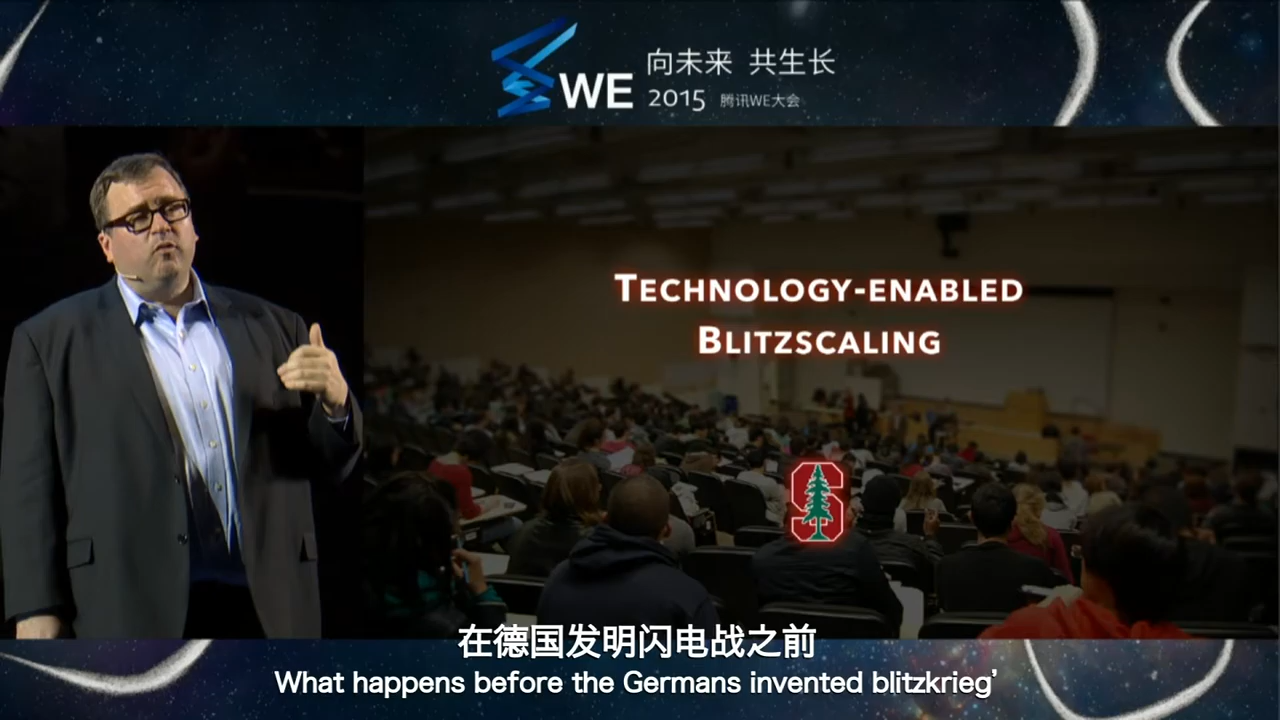 WE
向未来 共生长
2015 腾讯WE大会
TECHNOLOGY-ENABLED
BLITZSCALING
S
在德国发明闪电战之前
What happens before the Germans invented blitzkrieg'